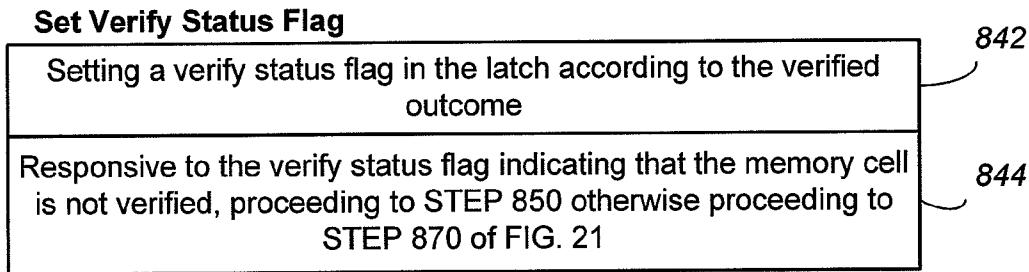 Set Verify Status Flag
842
Setting a verify status flag in the latch according to the verified
outcome
Responsive to the verify status flag indicating that the memory cell
844
is not verified, proceeding to STEP 850 otherwise proceeding to
STEP 870 of FIG. 21